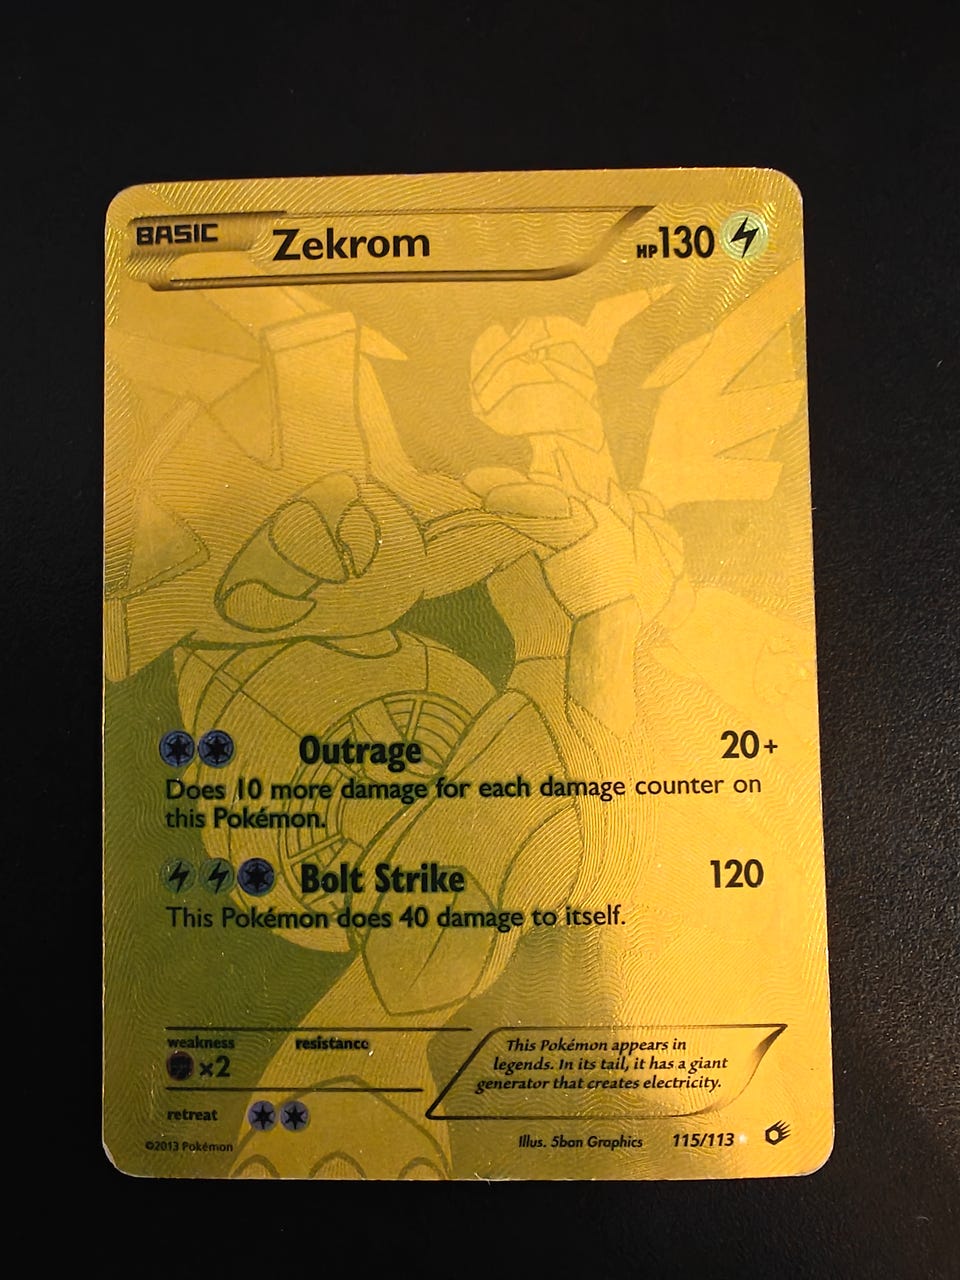 BASIC
Zekrom
HP130
Outrage 20+
Does 10 more damage for each damage counter on
this Pokémon.
Bolt Strike 120
This Pokémon does 40 damage to itself.
weakness resistance
×2
retreat
This Pokémon appears in
legends. In its tail, it has a giant
generator that creates electricity.
©2013 Pokémon
Illus. 5ban Graphics 115/113